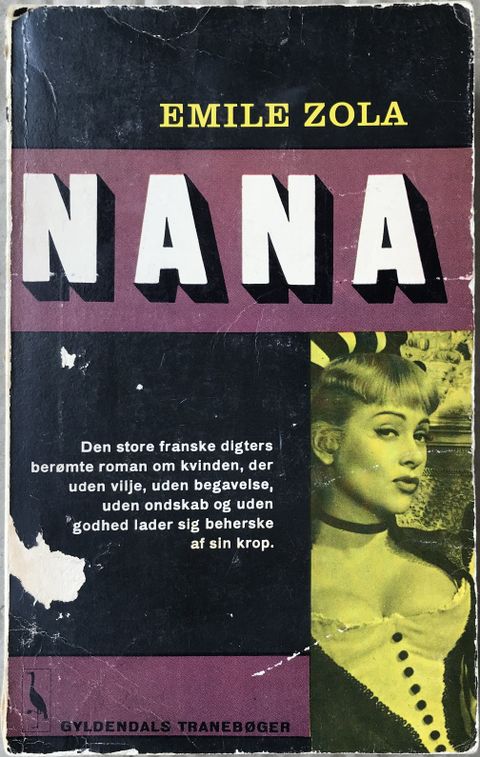 EMILE ZOLA
NANA
Den store franske digters
berømte roman om kvinden, der
uden vilje, uden begavelse,
uden ondskab og uden
godhed lader sig beherske
af sin krop.
GYLDENDALS TRANEBØGER